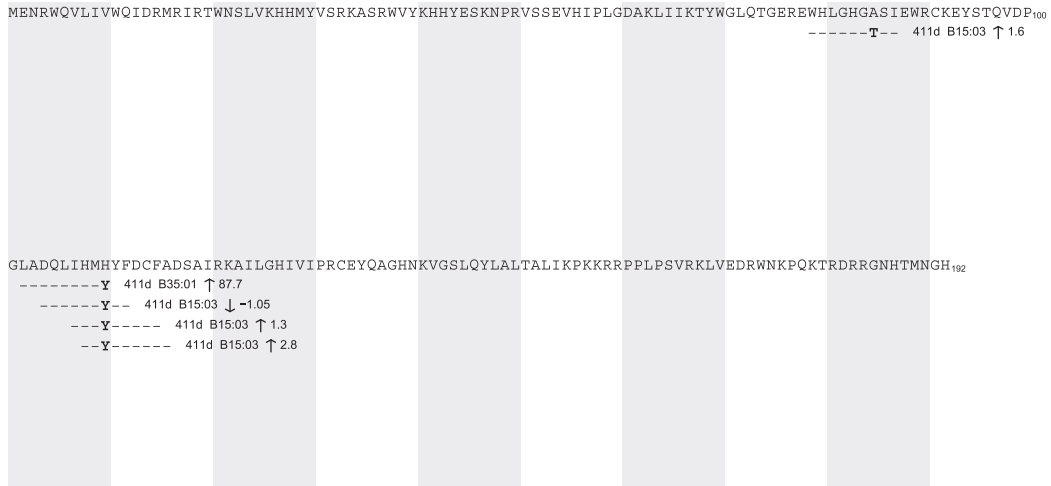 MENRWQVLIVWQIDRMRIRTWNSLVKHHMYVSRKASRWVYKHHYESKNPRVSSEVHIPLGDAKLIIKTYWGLQTGEREWHLGHGASIEWRCKEYSTQVDP100
------T-- 411d B15:03 ↑ 1.6
GLADQLIHMHYFDCFADSAIRKAILGHIVIPRCEYQAGHNKVGSLQYLALTALIKPKKRRPPLPSVRKLVEDRWNKPQKTRDRRGNHTMNGH192
--------Y 411d B35:01 ↑ 87.7
------Y-- 411d B15:03 ↓ −1.05
---Y----- 411d B15:03 ↑ 1.3
--Y------ 411d B15:03 ↑ 2.8